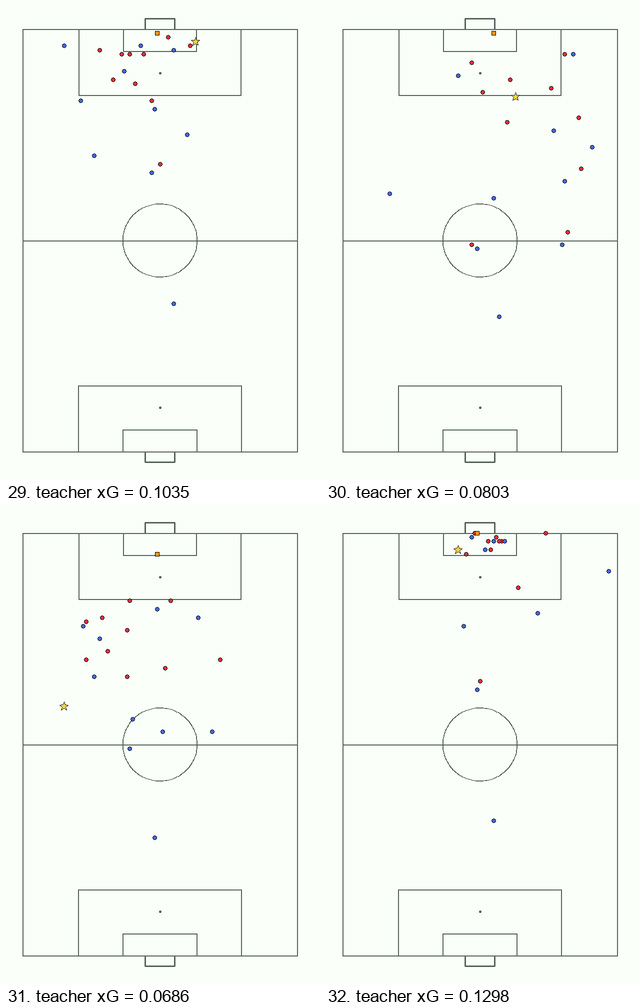 29. teacher xG = 0.1035
30. teacher xG = 0.0803
31. teacher xG = 0.0686
32. teacher xG = 0.1298